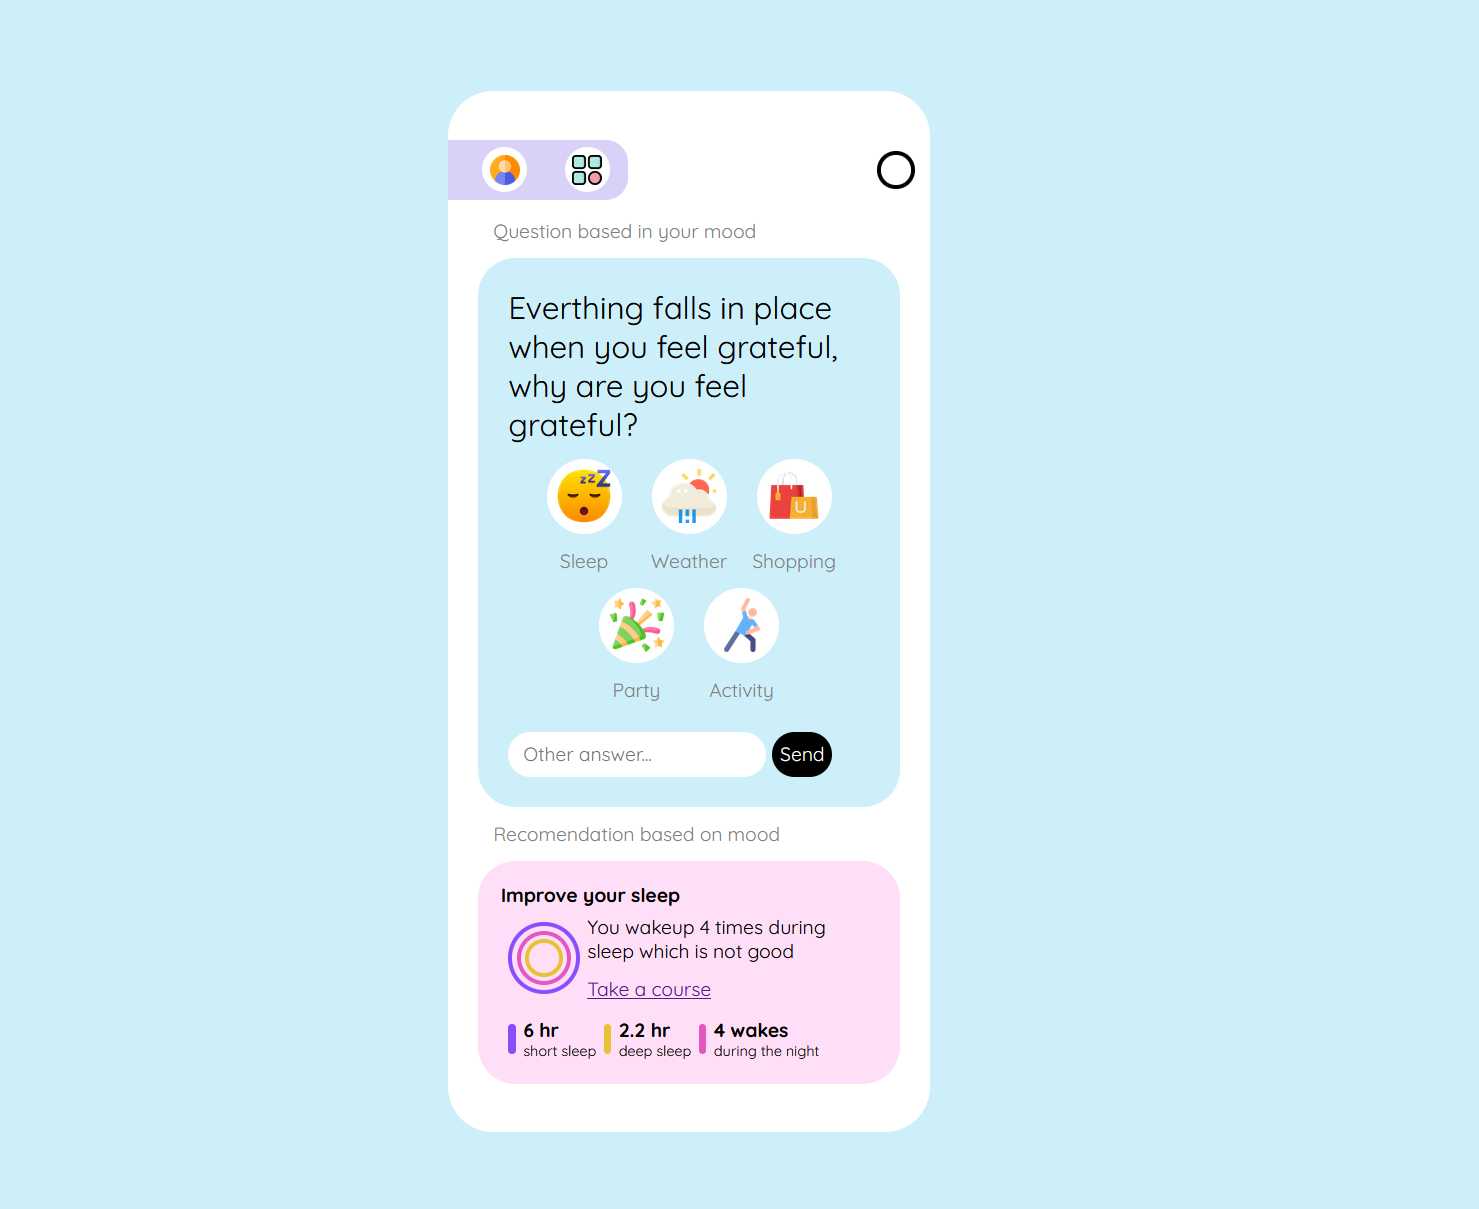 Question based in your mood
Everthing falls in place
when you feel grateful,
why are you feel
grateful?
z z Z
Sleep
Weather
Shopping
U
Party
Activity
Other answer...
Send
Recomendation based on mood
Improve your sleep
You wakeup 4 times during
sleep which is not good
Take a course
6 hr
short sleep
2.2 hr
deep sleep
4 wakes
during the night